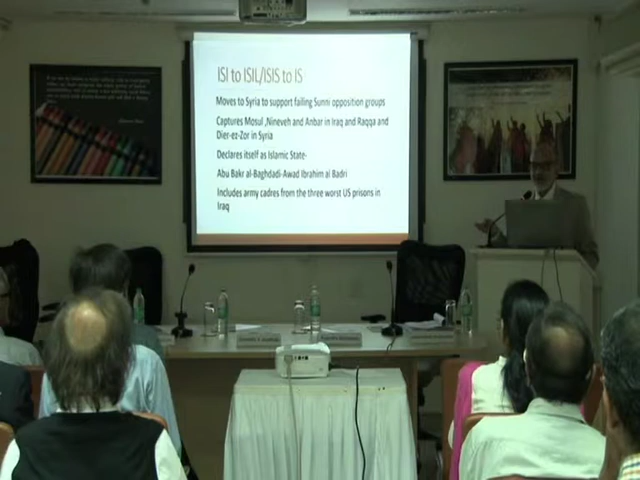 ISI to ISIL/ISIS to IS
Moves to Syria to support failing Sunni opposition groups
Captures Mosul ,Nineveh and Anbar in Iraq and Raqqa and
Dier-ez-Zor in Syria
Declares itself as Islamic State-
Abu Bakr al-Baghdadi-Awad Ibrahim al Badri
Includes army cadres from the three worst US prisons in
Iraq